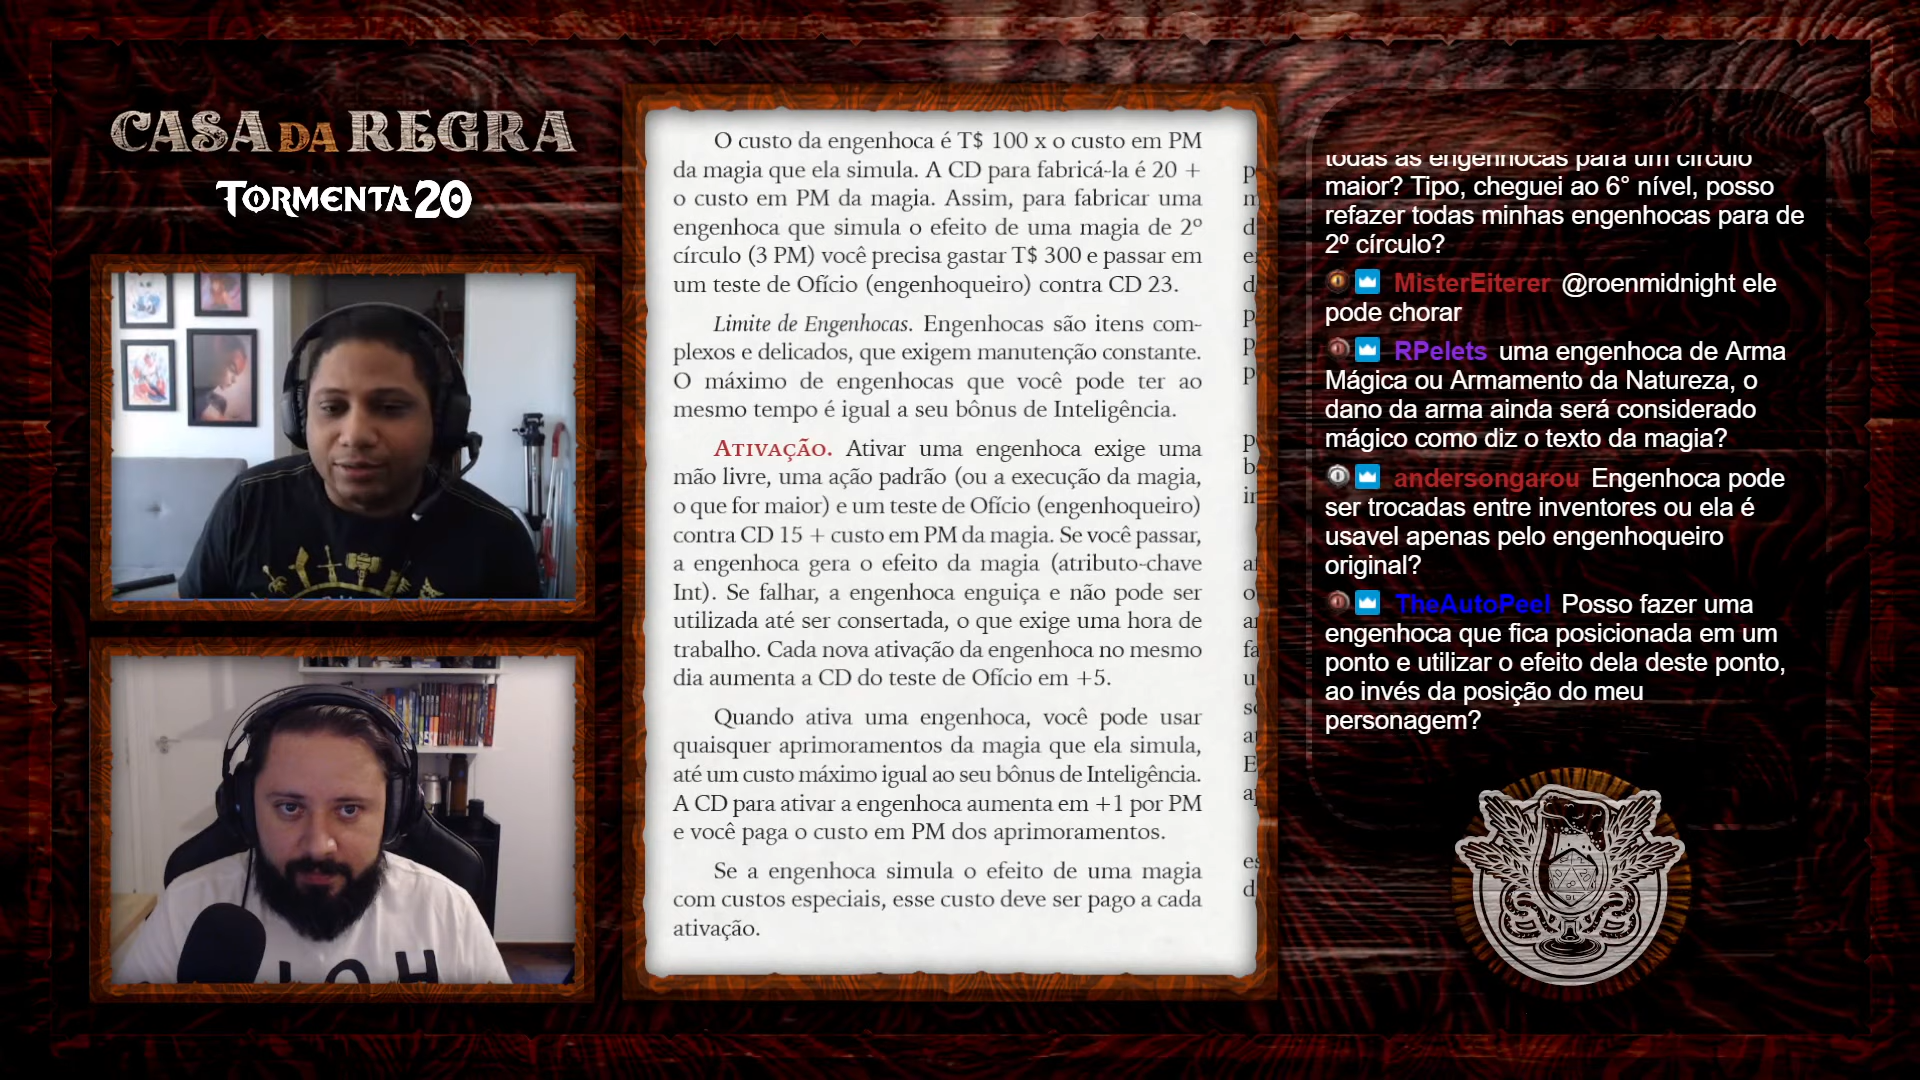 CASA DA REGRA
TORMENTA20
O custo da engenhoca é T$ 100 x o custo em PM
da magia que ela simula. A CD para fabricá-la é 20 +
o custo em PM da magia. Assim, para fabricar uma
engenhoca que simula o efeito de uma magia de 2º
círculo (3 PM) você precisa gastar T$ 300 e passar em
um teste de Ofício (engenhoqueiro) contra CD 23.
Limite de Engenhocas. Engenhocas são itens com-
plexos e delicados, que exigem manutenção constante.
O máximo de engenhocas que você pode ter ao
mesmo tempo é igual a seu bônus de Inteligência.
ATIVAÇÃO. Ativar uma engenhoca exige uma
mão livre, uma ação padrão (ou a execução da magia,
o que for maior) e um teste de Ofício (engenhoqueiro)
contra CD 15 + custo em PM da magia. Se você passar,
a engenhoca gera o efeito da magia (atributo-chave
Int). Se falhar, a engenhoca enguiça e não pode ser
utilizada até ser consertada, o que exige uma hora de
trabalho. Cada nova ativação da engenhoca no mesmo
dia aumenta a CD do teste de Ofício em +5.
Quando ativa uma engenhoca, você pode usar
quaisquer aprimoramentos da magia que ela simula,
até um custo máximo igual ao seu bônus de Inteligência.
A CD para ativar a engenhoca aumenta em +1 por PM
e você paga o custo em PM dos aprimoramentos.
Se a engenhoca simula o efeito de uma magia
com custos especiais, esse custo deve ser pago a cada
ativação.
todas as engenhocas para um círculo
maior? Tipo, cheguei ao 6° nível, posso
refazer todas minhas engenhocas para de
2º círculo?
MisterEiterer @roenmidnight ele
pode chorar
RPelets uma engenhoca de Arma
Mágica ou Armamento da Natureza, o
dano da arma ainda será considerado
mágico como diz o texto da magia?
andersongarou Engenhoca pode
ser trocadas entre inventores ou ela é
usavel apenas pelo engenhoqueiro
original?
TheAutoPeel Posso fazer uma
engenhoca que fica posicionada em um
ponto e utilizar o efeito dela deste ponto,
ao invés da posição do meu
personagem?